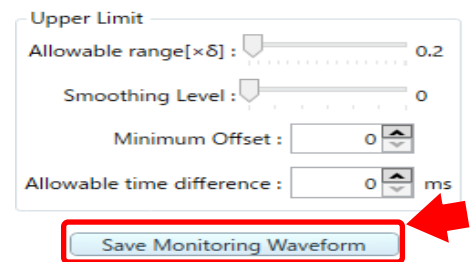 Upper Limit
Allowable range[×δ] : 0.2
Smoothing Level : 0
Minimum Offset : 0
Allowable time difference : 0 ms
Save Monitoring Waveform